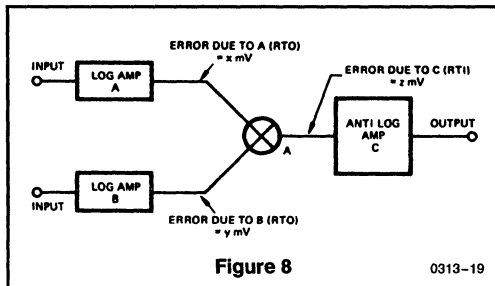 INPUT
LOG AMP
A
ERROR DUE TO A (RTO)
= x mV
ERROR DUE TO C (RTI)
= z mV
A
ANTI LOG
AMP
C
OUTPUT
INPUT
LOG AMP
B
ERROR DUE TO B (RTO)
= y mV
Figure 8
0313–19